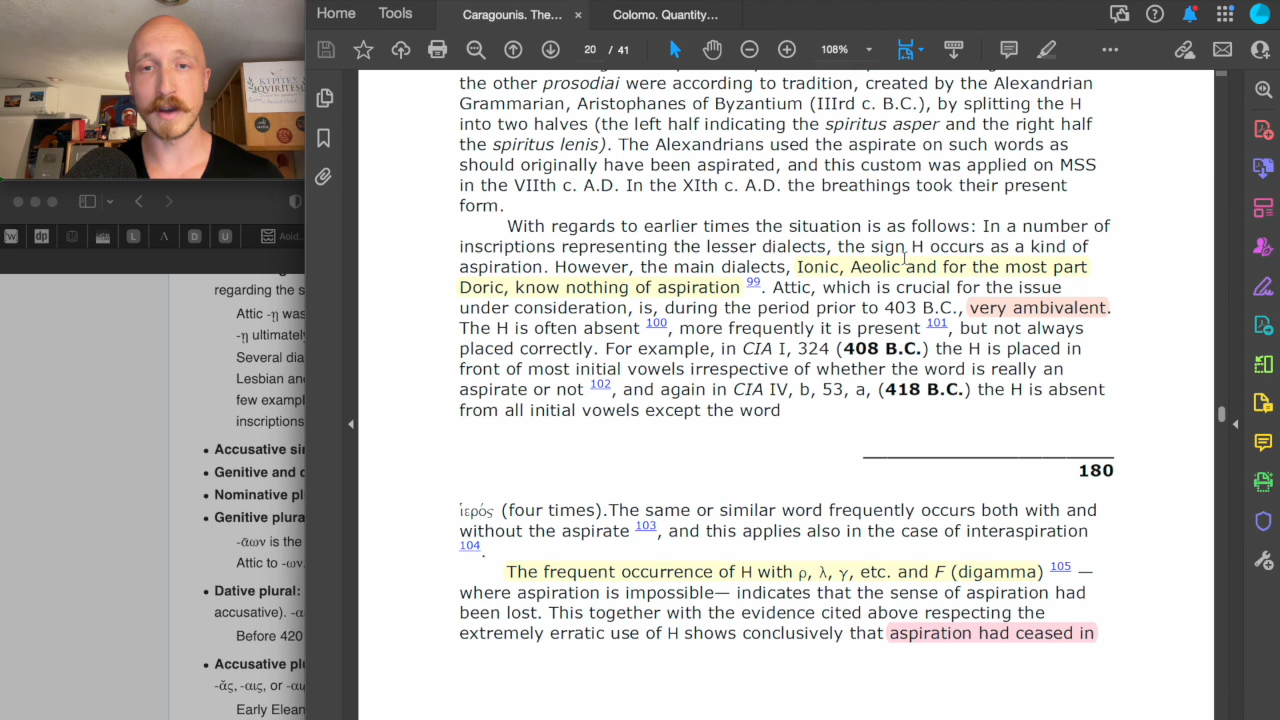 Home Tools Caragounis. The... × Colomo. Quantity...
20 / 41 108%
ΚΥΡΙΤΕΣ
QVIRITES
w dp L Λ D U Aoid.
regarding the s
Attic -ῃ was
-ῃ ultimately
Several dia
Lesbian and
few exampl
inscriptions
• Accusative sin
• Genitive and d
• Nominative pl
• Genitive plura
-ᾱων is the
Attic to -ων.
• Dative plural:
accusative). -α
Before 420
• Accusative plu
-ᾰς, -αις, or -αι
Early Elean
the other prosodiai were according to tradition, created by the Alexandrian
Grammarian, Aristophanes of Byzantium (IIIrd c. B.C.), by splitting the H
into two halves (the left half indicating the spiritus asper and the right half
the spiritus lenis). The Alexandrians used the aspirate on such words as
should originally have been aspirated, and this custom was applied on MSS
in the VIIth c. A.D. In the XIth c. A.D. the breathings took their present
form.
With regards to earlier times the situation is as follows: In a number of
inscriptions representing the lesser dialects, the sign H occurs as a kind of
aspiration. However, the main dialects, Ionic, Aeolic and for the most part
Doric, know nothing of aspiration 99. Attic, which is crucial for the issue
under consideration, is, during the period prior to 403 B.C., very ambivalent.
The H is often absent 100, more frequently it is present 101, but not always
placed correctly. For example, in CIA I, 324 (408 B.C.) the H is placed in
front of most initial vowels irrespective of whether the word is really an
aspirate or not 102, and again in CIA IV, b, 53, a, (418 B.C.) the H is absent
from all initial vowels except the word
180
ἱερός (four times).The same or similar word frequently occurs both with and
without the aspirate 103, and this applies also in the case of interaspiration
104.
The frequent occurrence of H with ρ, λ, γ, etc. and F (digamma) 105 —
where aspiration is impossible— indicates that the sense of aspiration had
been lost. This together with the evidence cited above respecting the
extremely erratic use of H shows conclusively that aspiration had ceased in